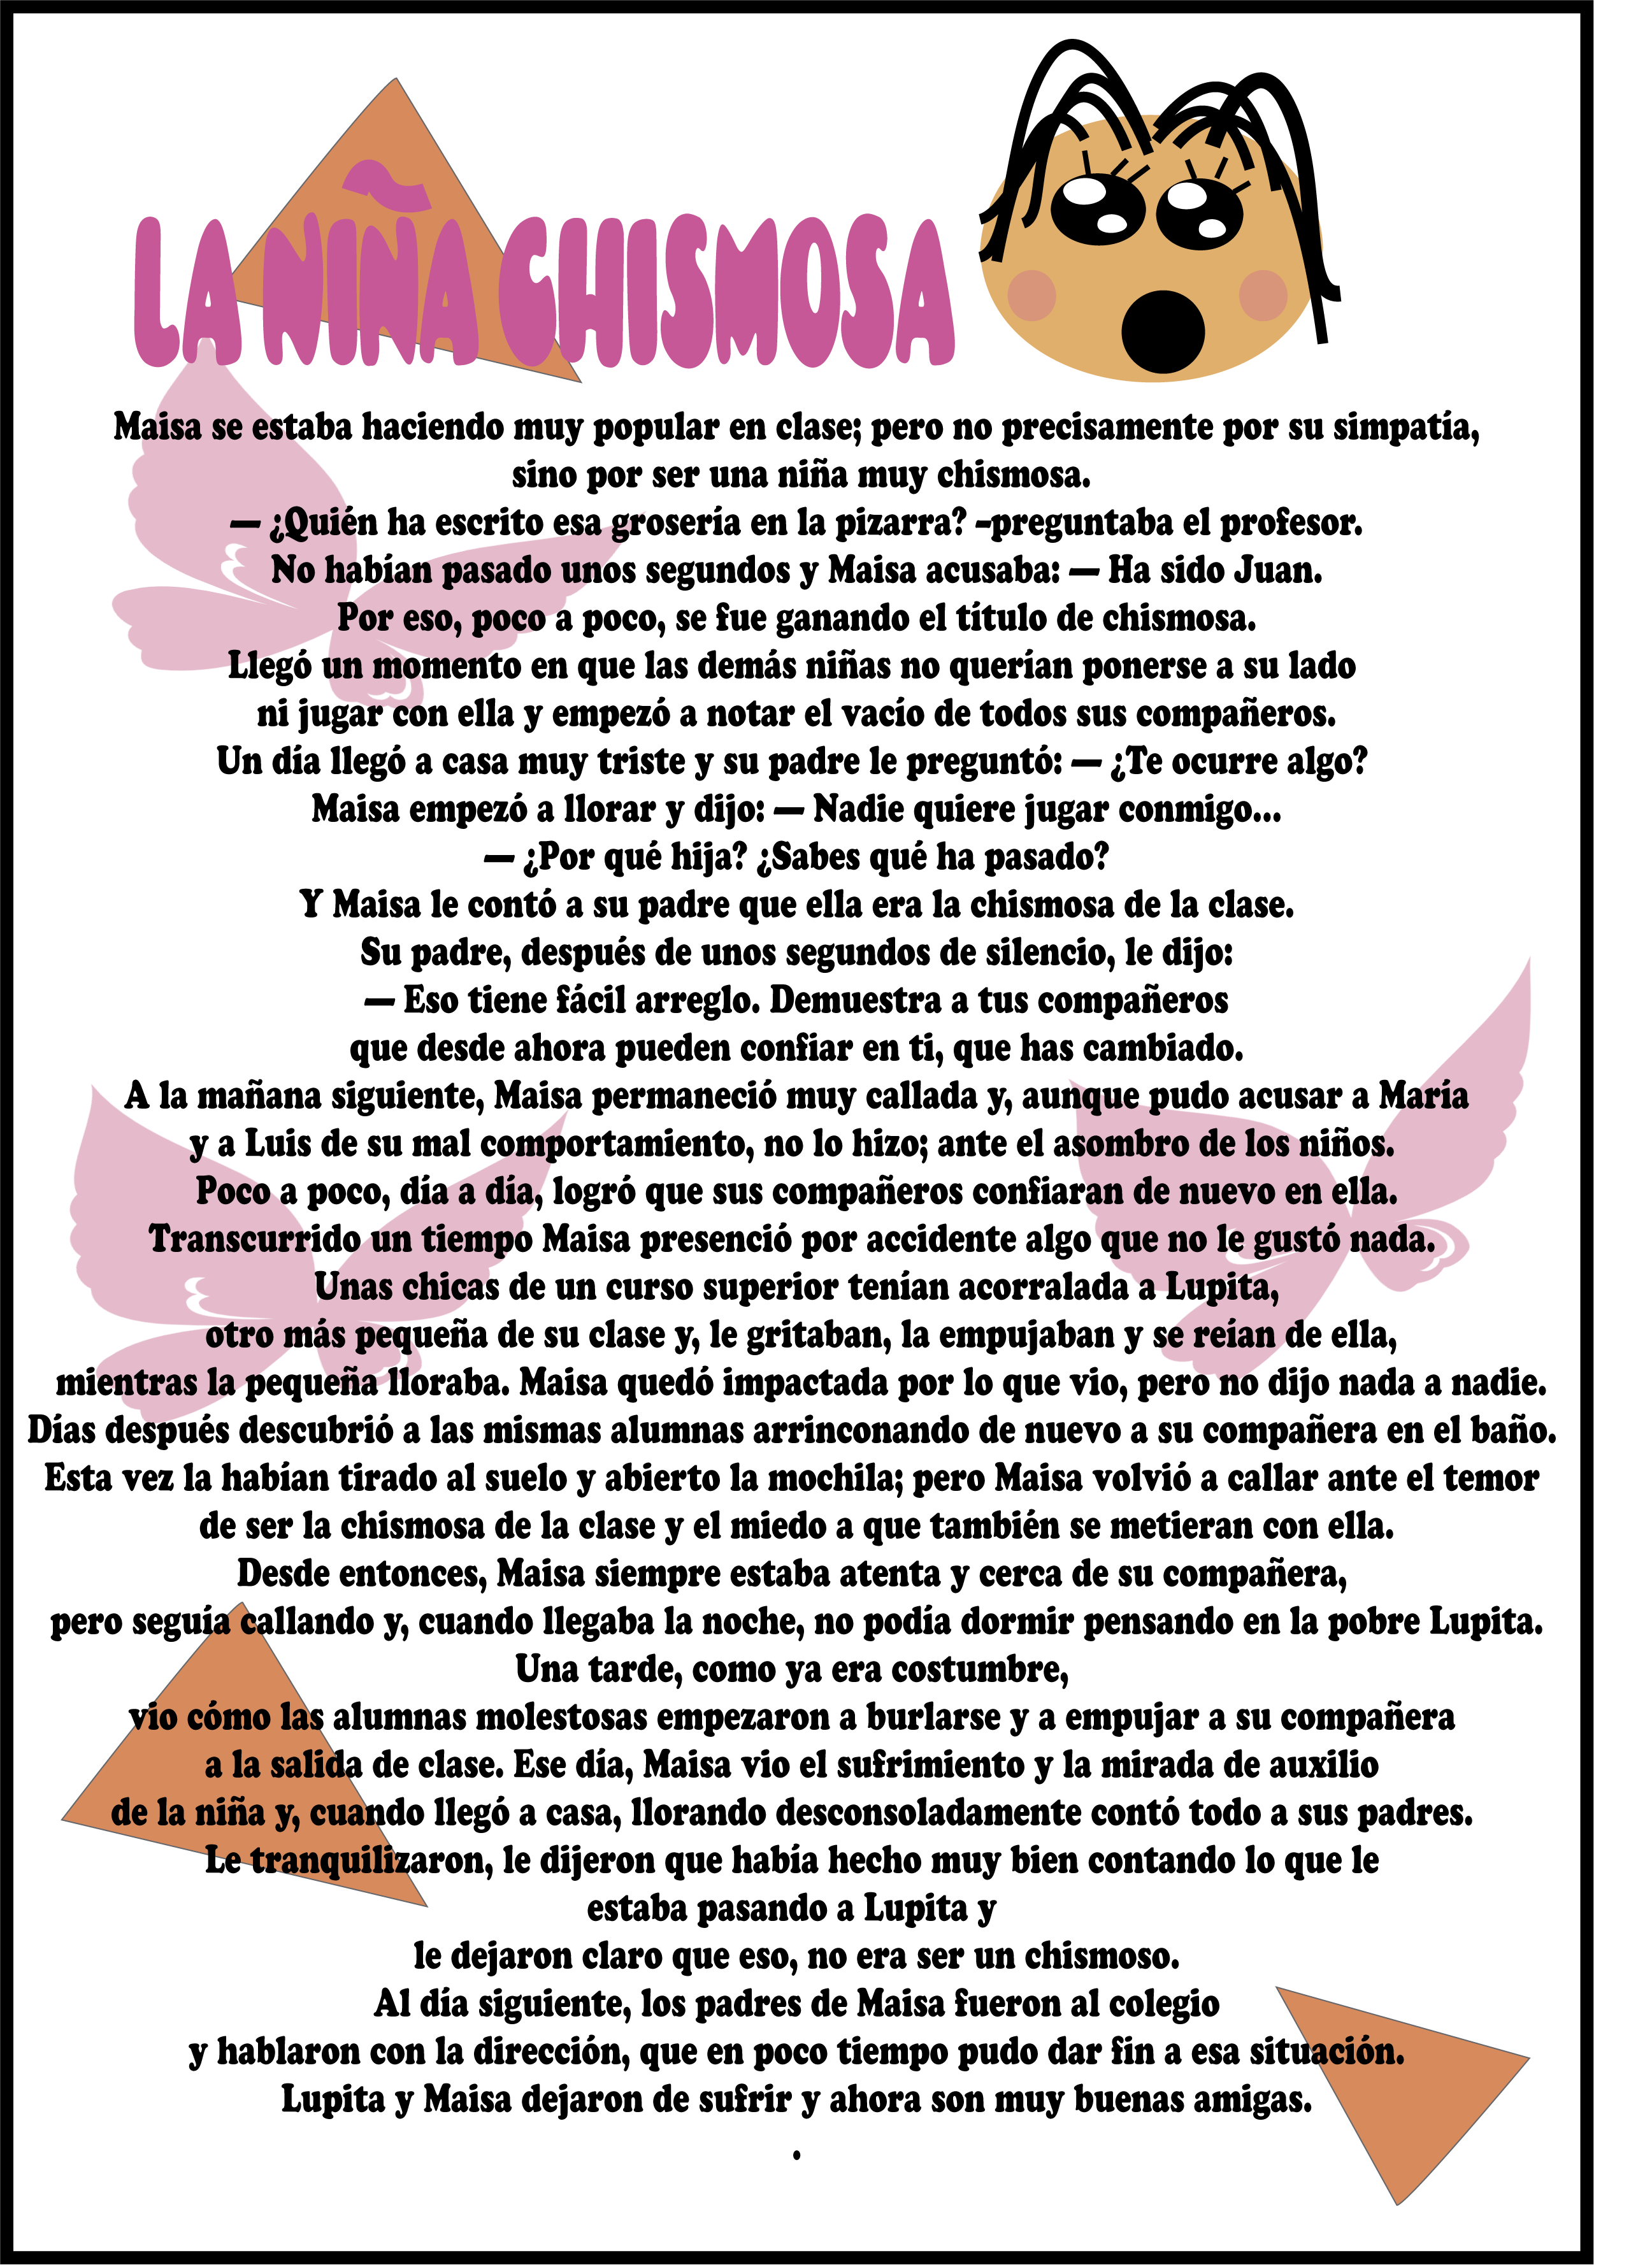 LA NIÑA CHISMOSA
Maisa se estaba haciendo muy popular en clase; pero no precisamente por su simpatía,
sino por ser una niña muy chismosa.
— ¿Quién ha escrito esa grosería en la pizarra? –preguntaba el profesor.
No habían pasado unos segundos y Maisa acusaba: — Ha sido Juan.
Por eso, poco a poco, se fue ganando el título de chismosa.
Llegó un momento en que las demás niñas no querían ponerse a su lado
ni jugar con ella y empezó a notar el vacío de todos sus compañeros.
Un día llegó a casa muy triste y su padre le preguntó: — ¿Te ocurre algo?
Maisa empezó a llorar y dijo: — Nadie quiere jugar conmigo...
— ¿Por qué hija? ¿Sabes qué ha pasado?
Y Maisa le contó a su padre que ella era la chismosa de la clase.
Su padre, después de unos segundos de silencio, le dijo:
— Eso tiene fácil arreglo. Demuestra a tus compañeros
que desde ahora pueden confiar en ti, que has cambiado.
A la mañana siguiente, Maisa permaneció muy callada y, aunque pudo acusar a María
y a Luis de su mal comportamiento, no lo hizo; ante el asombro de los niños.
Poco a poco, día a día, logró que sus compañeros confiaran de nuevo en ella.
Transcurrido un tiempo Maisa presenció por accidente algo que no le gustó nada.
Unas chicas de un curso superior tenían acorralada a Lupita,
otro más pequeña de su clase y, le gritaban, la empujaban y se reían de ella,
mientras la pequeña lloraba. Maisa quedó impactada por lo que vio, pero no dijo nada a nadie.
Días después descubrió a las mismas alumnas arrinconando de nuevo a su compañera en el baño.
Esta vez la habían tirado al suelo y abierto la mochila; pero Maisa volvió a callar ante el temor
de ser la chismosa de la clase y el miedo a que también se metieran con ella.
Desde entonces, Maisa siempre estaba atenta y cerca de su compañera,
pero seguía callando y, cuando llegaba la noche, no podía dormir pensando en la pobre Lupita.
Una tarde, como ya era costumbre,
vio cómo las alumnas molestosas empezaron a burlarse y a empujar a su compañera
a la salida de clase. Ese día, Maisa vio el sufrimiento y la mirada de auxilio
de la niña y, cuando llegó a casa, llorando desconsoladamente contó todo a sus padres.
Le tranquilizaron, le dijeron que había hecho muy bien contando lo que le
estaba pasando a Lupita y
le dejaron claro que eso, no era ser un chismoso.
Al día siguiente, los padres de Maisa fueron al colegio
y hablaron con la dirección, que en poco tiempo pudo dar fin a esa situación.
Lupita y Maisa dejaron de sufrir y ahora son muy buenas amigas.
.